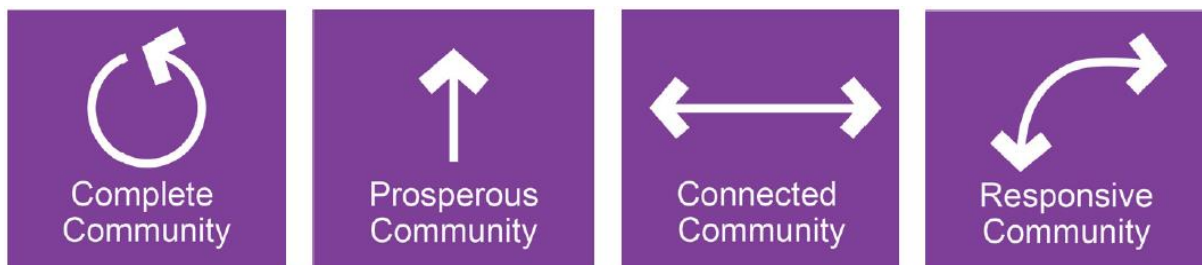 Complete
Community
Prosperous
Community
Connected
Community
Responsive
Community